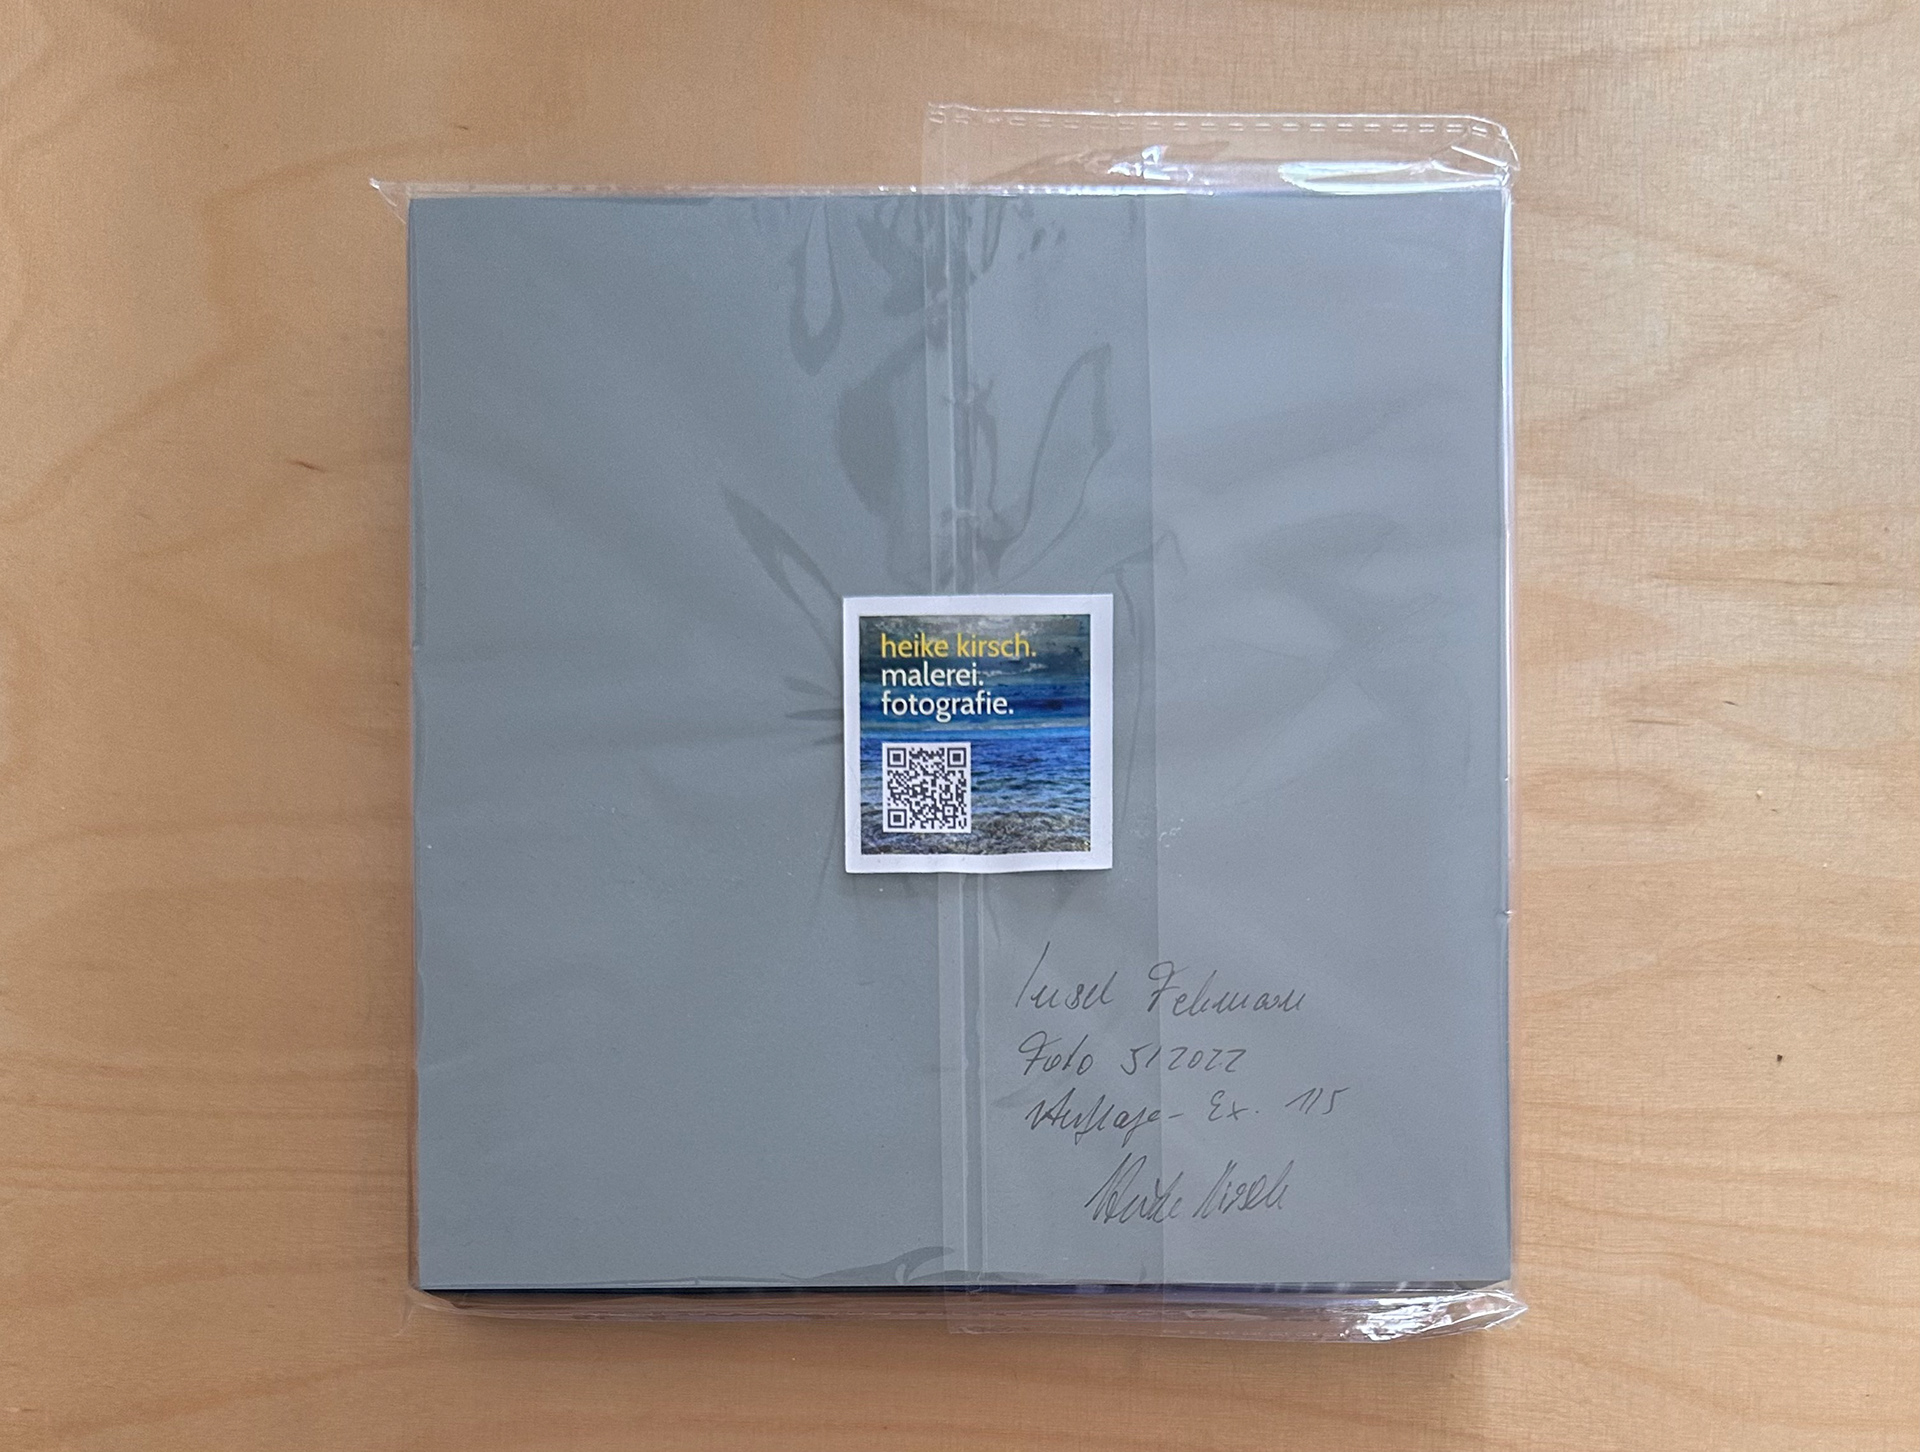 heike kirsch.
malerei.
fotografie.
Insel Fehmarn
Foto 5/2022
Auflage - Ex. 1/5
Heike Kirsch